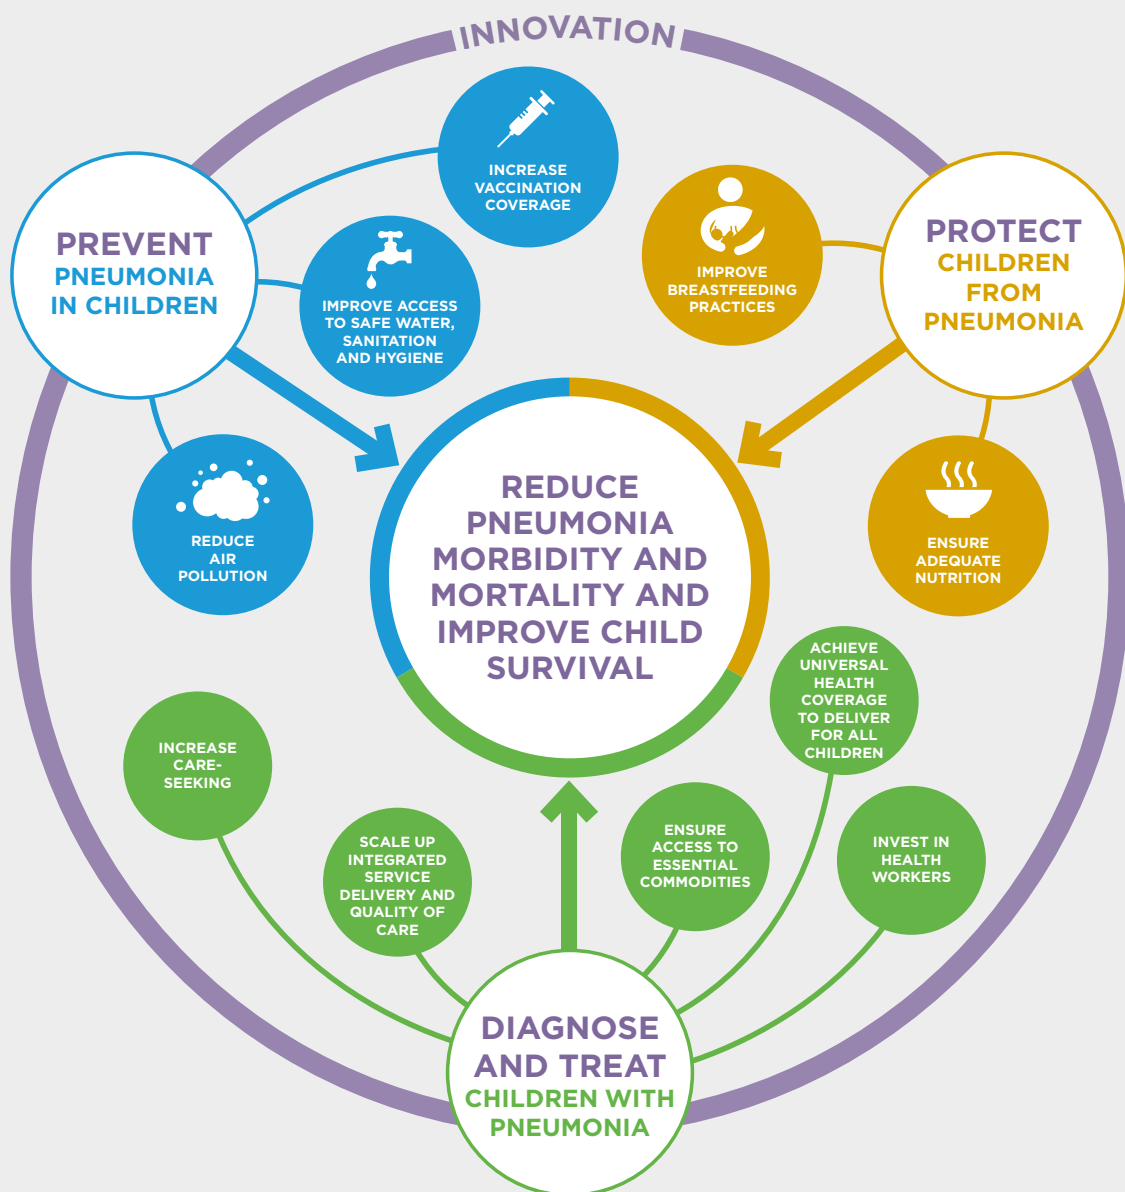 INNOVATION
PREVENT
PNEUMONIA
IN CHILDREN
INCREASE
VACCINATION
COVERAGE
IMPROVE ACCESS
TO SAFE WATER,
SANITATION
AND HYGIENE
REDUCE
AIR
POLLUTION
PROTECT
CHILDREN
FROM
PNEUMONIA
IMPROVE
BREASTFEEDING
PRACTICES
ENSURE
ADEQUATE
NUTRITION
REDUCE
PNEUMONIA
MORBIDITY AND
MORTALITY AND
IMPROVE CHILD
SURVIVAL
INCREASE
CARE-
SEEKING
SCALE UP
INTEGRATED
SERVICE
DELIVERY AND
QUALITY OF
CARE
ENSURE
ACCESS TO
ESSENTIAL
COMMODITIES
ACHIEVE
UNIVERSAL
HEALTH
COVERAGE
TO DELIVER
FOR ALL
CHILDREN
INVEST IN
HEALTH
WORKERS
DIAGNOSE
AND TREAT
CHILDREN WITH
PNEUMONIA